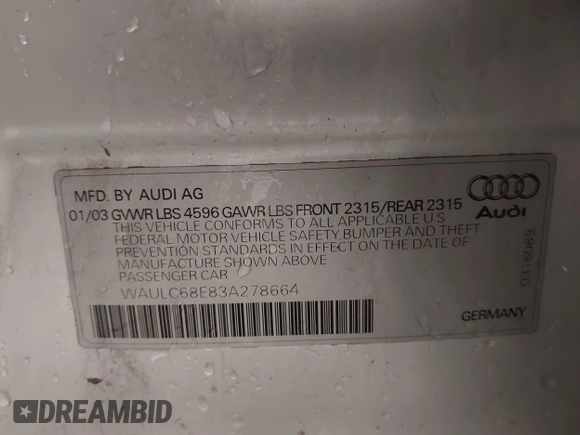 MFD. BY AUDI AG
01/03 GVWR LBS 4596 GAWR LBS FRONT 2315/REAR 2315
THIS VEHICLE CONFORMS TO ALL APPLICABLE U S
FEDERAL MOTOR VEHICLE SAFETY BUMPER AND THEFT
PREVENTION STANDARDS IN EFFECT ON THE DATE OF
MANUFACTURE SHOWN ABOVE
PASSENGER CAR
WAULC68E83A278664
Audi
GERMANY
DREAMBID